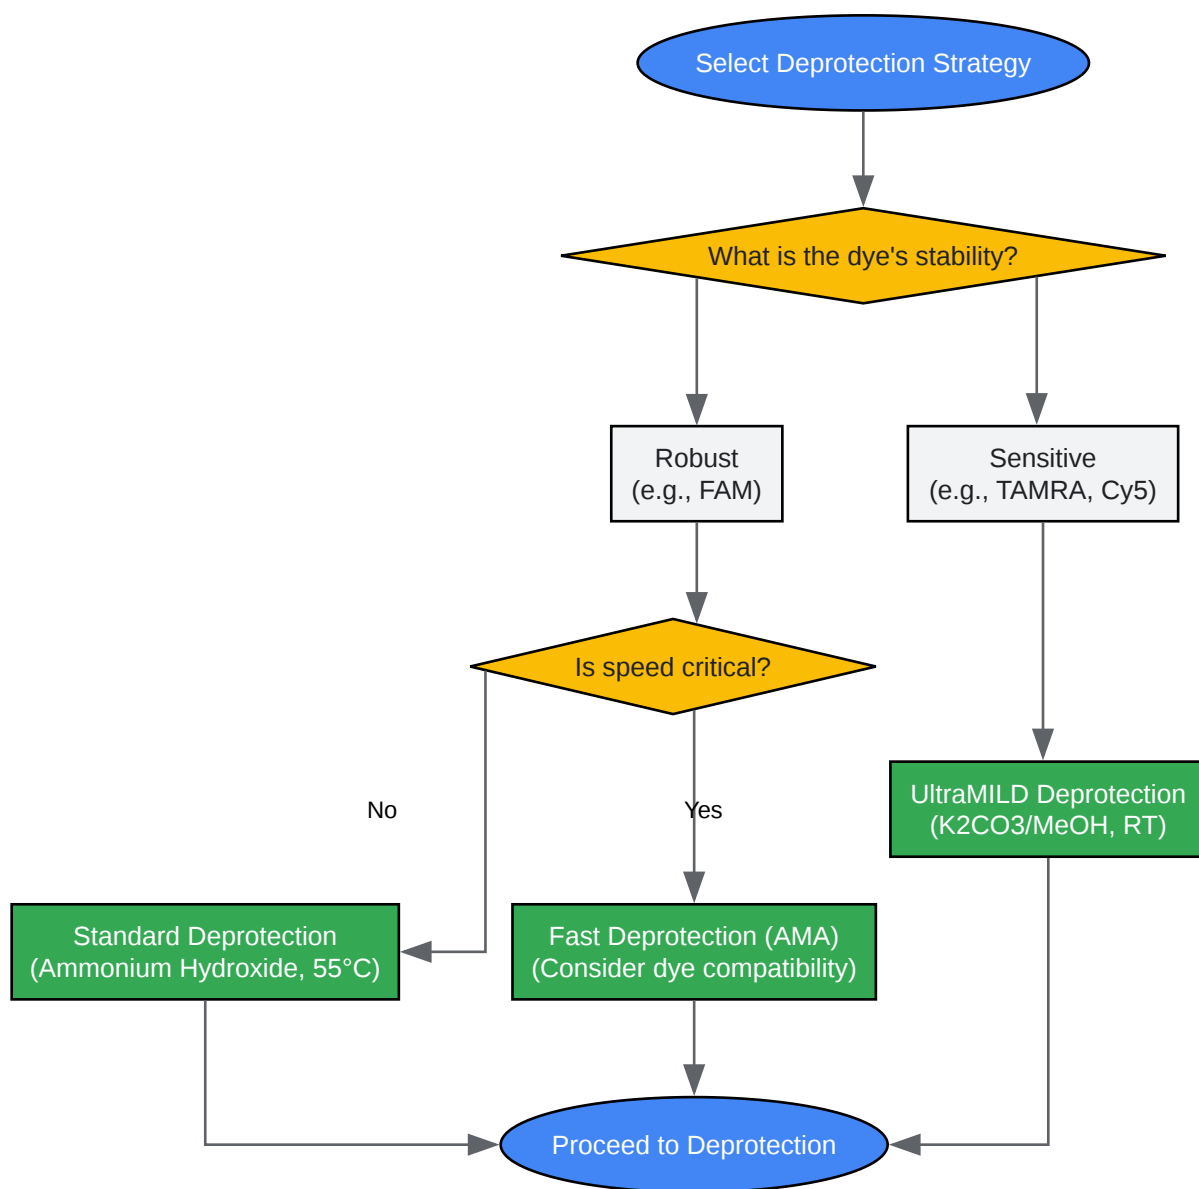 Select Deprotection Strategy
What is the dye's stability?
Robust
(e.g., FAM)
Sensitive
(e.g., TAMRA, Cy5)
Is speed critical?
No
Yes
UltraMILD Deprotection
(K2CO3/MeOH, RT)
Standard Deprotection
(Ammonium Hydroxide, 55°C)
Fast Deprotection (AMA)
(Consider dye compatibility)
Proceed to Deprotection